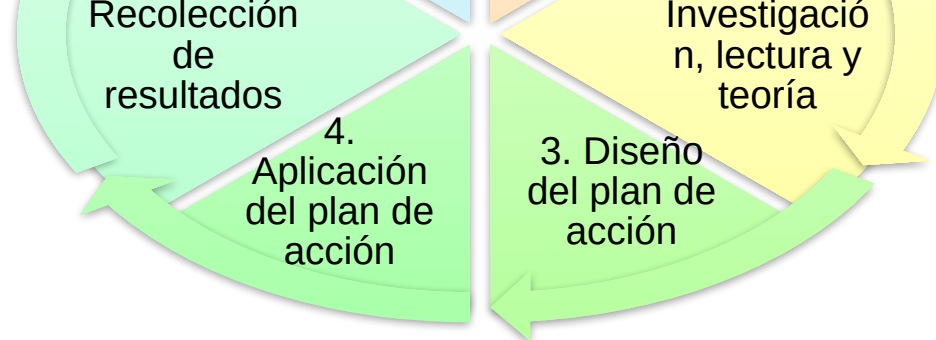 Recolección
de
resultados
Investigació
n, lectura y
teoría
4.
Aplicación
del plan de
acción
3. Diseño
del plan de
acción